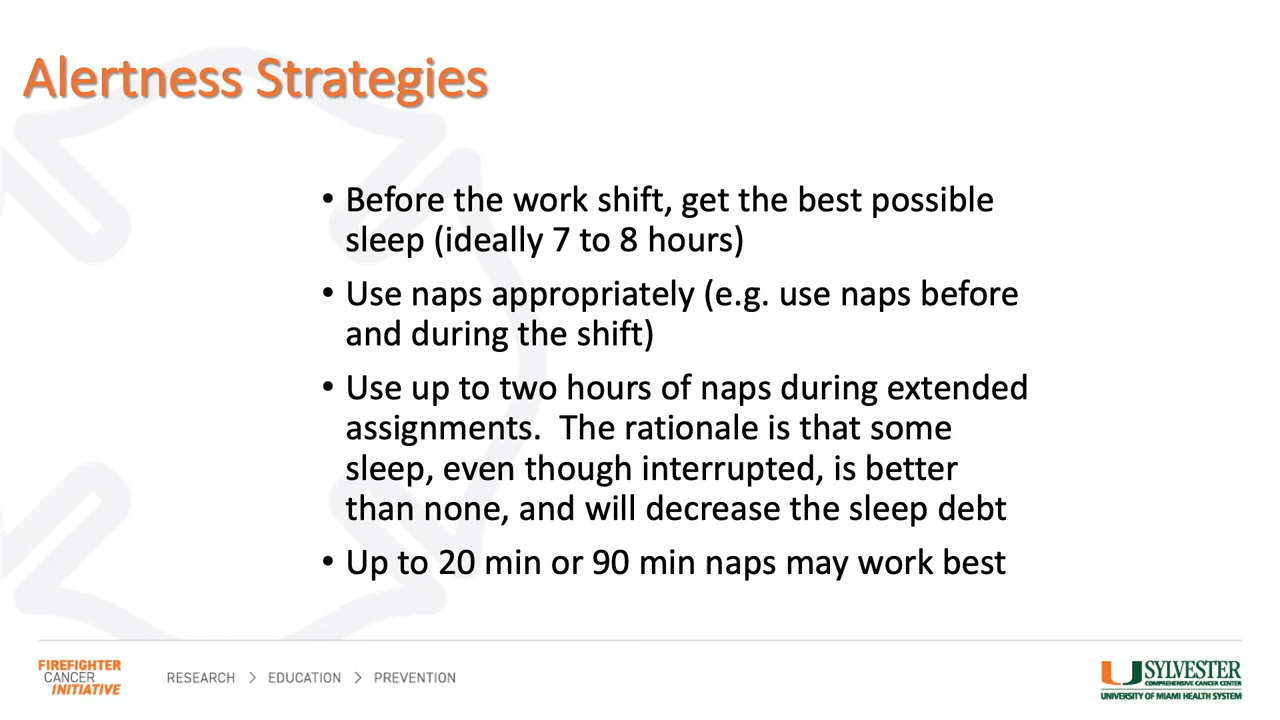 Alertness Strategies
• Before the work shift, get the best possible
sleep (ideally 7 to 8 hours)
• Use naps appropriately (e.g. use naps before
and during the shift)
• Use up to two hours of naps during extended
assignments.  The rationale is that some
sleep, even though interrupted, is better
than none, and will decrease the sleep debt
• Up to 20 min or 90 min naps may work best
FIREFIGHTER
CANCER
INITIATIVE
RESEARCH > EDUCATION > PREVENTION
SYLVESTER
COMPREHENSIVE CANCER CENTER
UNIVERSITY OF MIAMI HEALTH SYSTEM